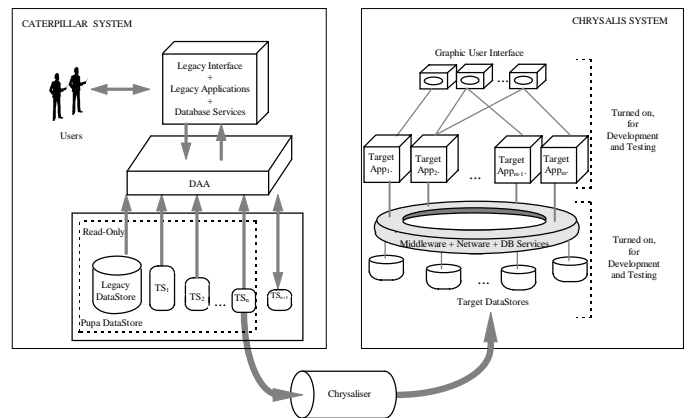 CATERPILLAR SYSTEM
Legacy Interface
+
Legacy Applications
+
Database Services
Users
DAA
Read-Only
Legacy
DataStore
TS1
TS2
...
TSn
TSn+1
Pupa DataStore
Chrysaliser
CHRYSALIS SYSTEM
Graphic User Interface
...
Target
App1.
Target
App2.
...
Target
Appm-1.
Target
Appm.
Turned on,
for
Development
and Testing
Middleware + Netware + DB Services
...
Target DataStores
Turned on,
for
Development
and Testing